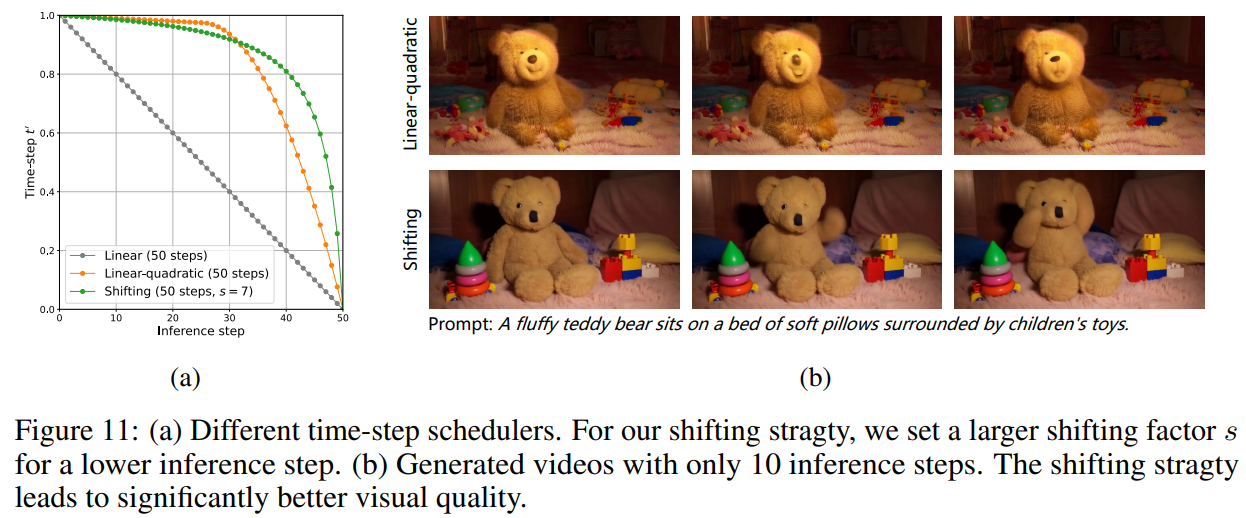 1.0
0.8
0.6
0.4
0.2
0.0
Time-step t′
Linear (50 steps)
Linear-quadratic (50 steps)
Shifting (50 steps, s = 7)
0 10 20 30 40 50
Inference step
(a)
Linear-quadratic
Shifting
Prompt: A fluffy teddy bear sits on a bed of soft pillows surrounded by children's toys.
(b)
Figure 11: (a) Different time-step schedulers. For our shifting stragty, we set a larger shifting factor s
for a lower inference step. (b) Generated videos with only 10 inference steps. The shifting stragty
leads to significantly better visual quality.